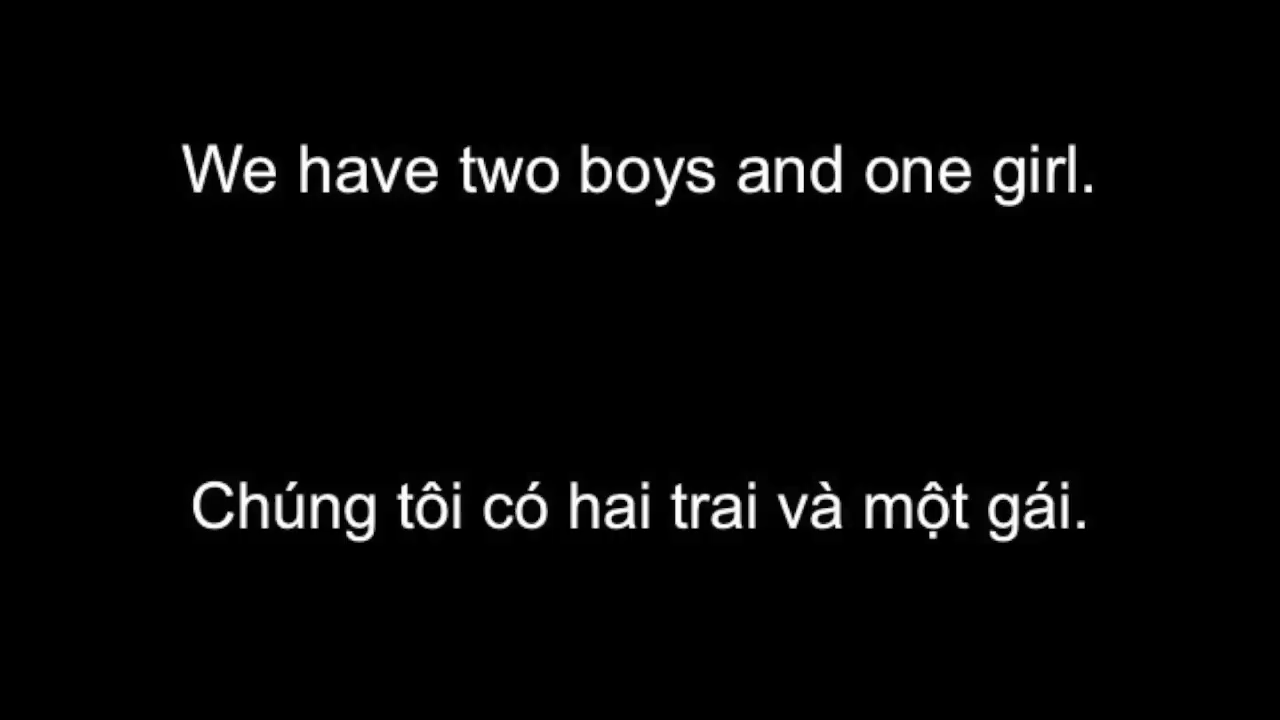 We have two boys and one girl.
Chúng tôi có hai trai và một gái.